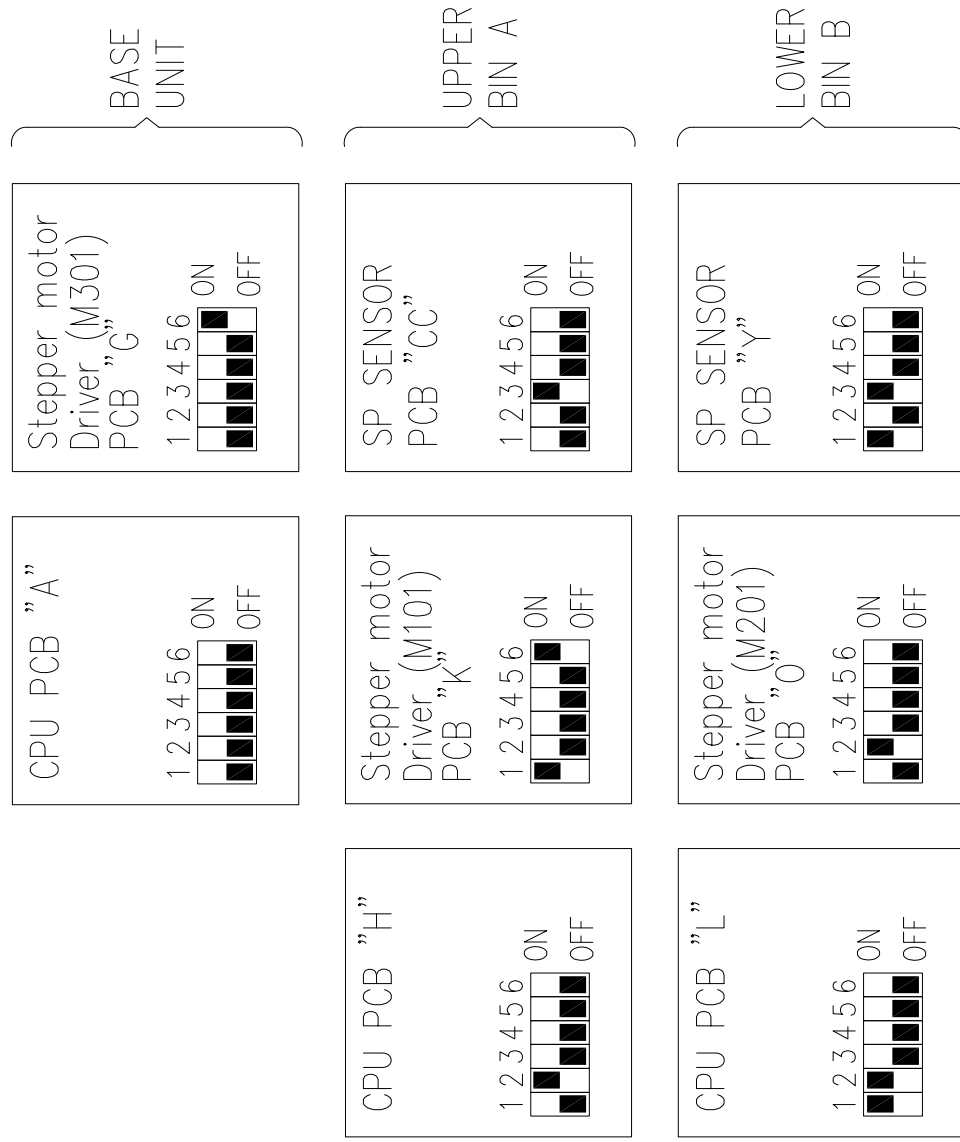 CPU PCB ”A”
1 2 3 4 5 6
ON
OFF
Stepper motor
Driver (M301)
PCB ”G”
1 2 3 4 5 6
ON
OFF
BASE
UNIT
CPU PCB ”H”
1 2 3 4 5 6
ON
OFF
Stepper motor
Driver (M101)
PCB ”K”
1 2 3 4 5 6
ON
OFF
SP SENSOR
PCB ”CC”
1 2 3 4 5 6
ON
OFF
UPPER
BIN A
CPU PCB ”L”
1 2 3 4 5 6
ON
OFF
Stepper motor
Driver (M201)
PCB ”O”
1 2 3 4 5 6
ON
OFF
SP SENSOR
PCB ”Y”
1 2 3 4 5 6
ON
OFF
LOWER
BIN B